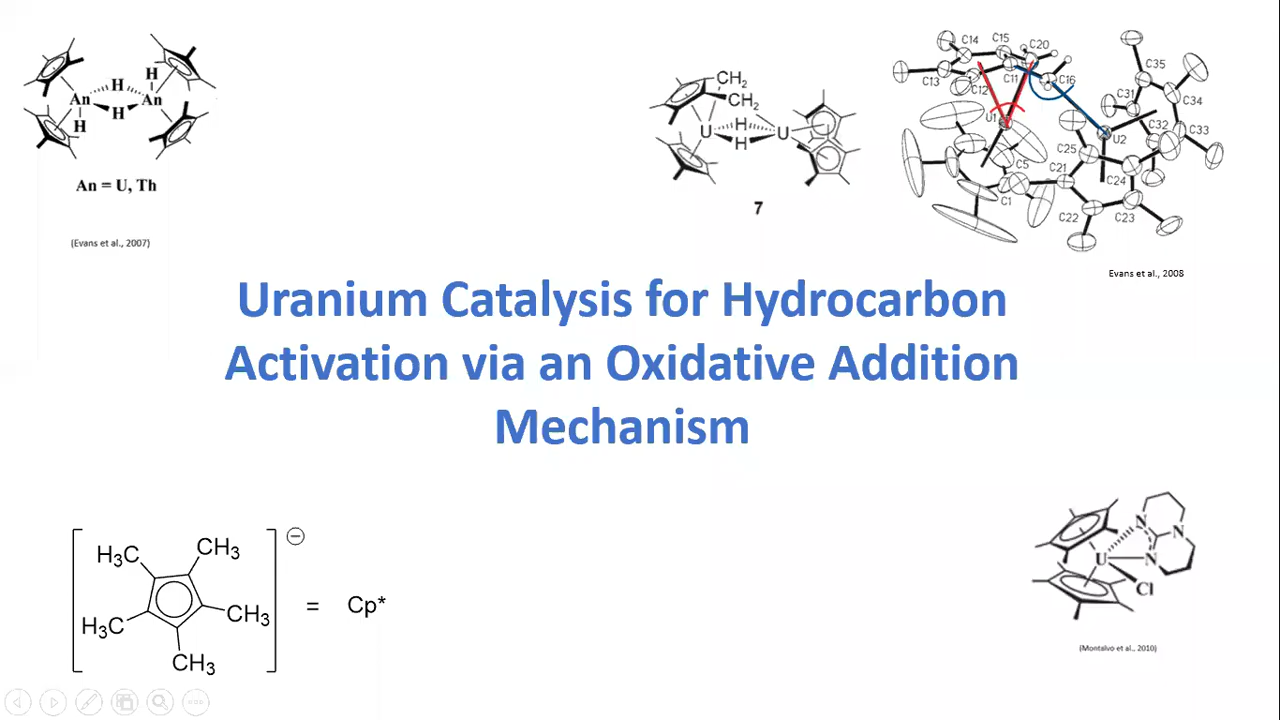 H
An
H
An
H
H
An = U, Th
(Evans et al., 2007)
CH2
CH2
U
H
H
U
7
C14
C15
C20
C13
C12
C11
C16
C35
C31
C34
U1
U2
C32
C33
C25
C5
C21
C24
C1
C22
C23
Evans et al., 2008
Uranium Catalysis for Hydrocarbon
Activation via an Oxidative Addition
Mechanism
H3C
CH3
H3C
CH3
CH3
−
= Cp*
N
N
N
U
Cl
(Montalvo et al., 2010)